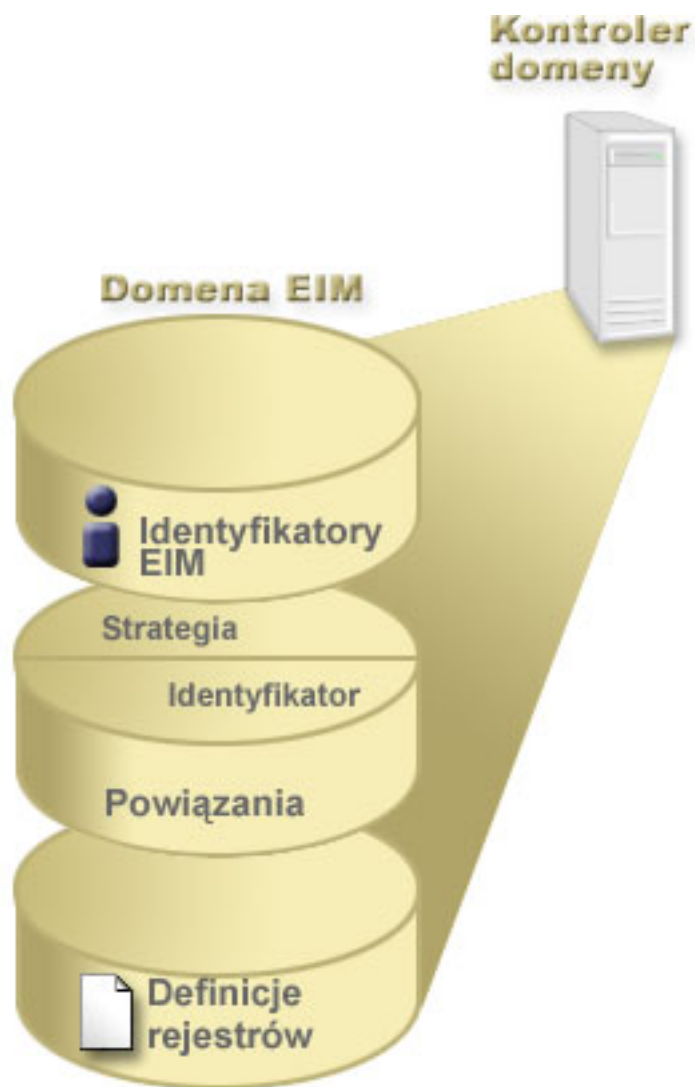 Kontroler
domeny
Domena EIM
Identyfikatory
EIM
Strategia
Identyfikator
Powiązania
Definicje
rejestrów